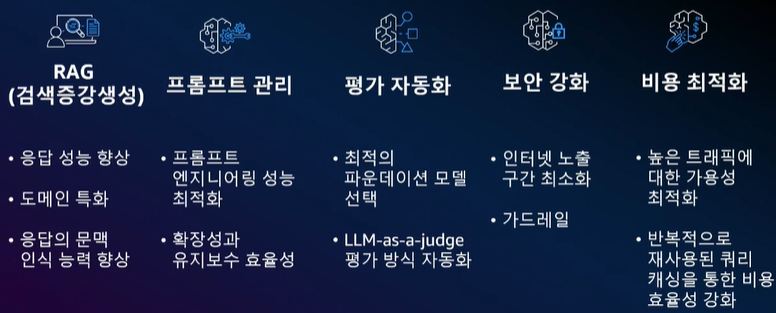 RAG
(검색증강생성)
• 응답 성능 향상
• 도메인 특화
• 응답의 문맥
인식 능력 향상
프롬프트 관리
• 프롬프트
엔지니어링 성능
최적화
• 확장성과
유지보수 효율성
평가 자동화
• 최적의
파운데이션 모델
선택
• LLM-as-a-judge
평가 방식 자동화
보안 강화
• 인터넷 노출
구간 최소화
• 가드레일
비용 최적화
• 높은 트래픽에
대한 가용성
최적화
• 반복적으로
재사용된 쿼리
캐싱을 통한 비용
효율성 강화